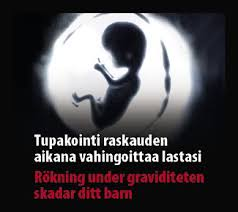 Tupakointi raskauden
aikana vahingoittaa lastasi
Rökning under graviditeten
skadar ditt barn